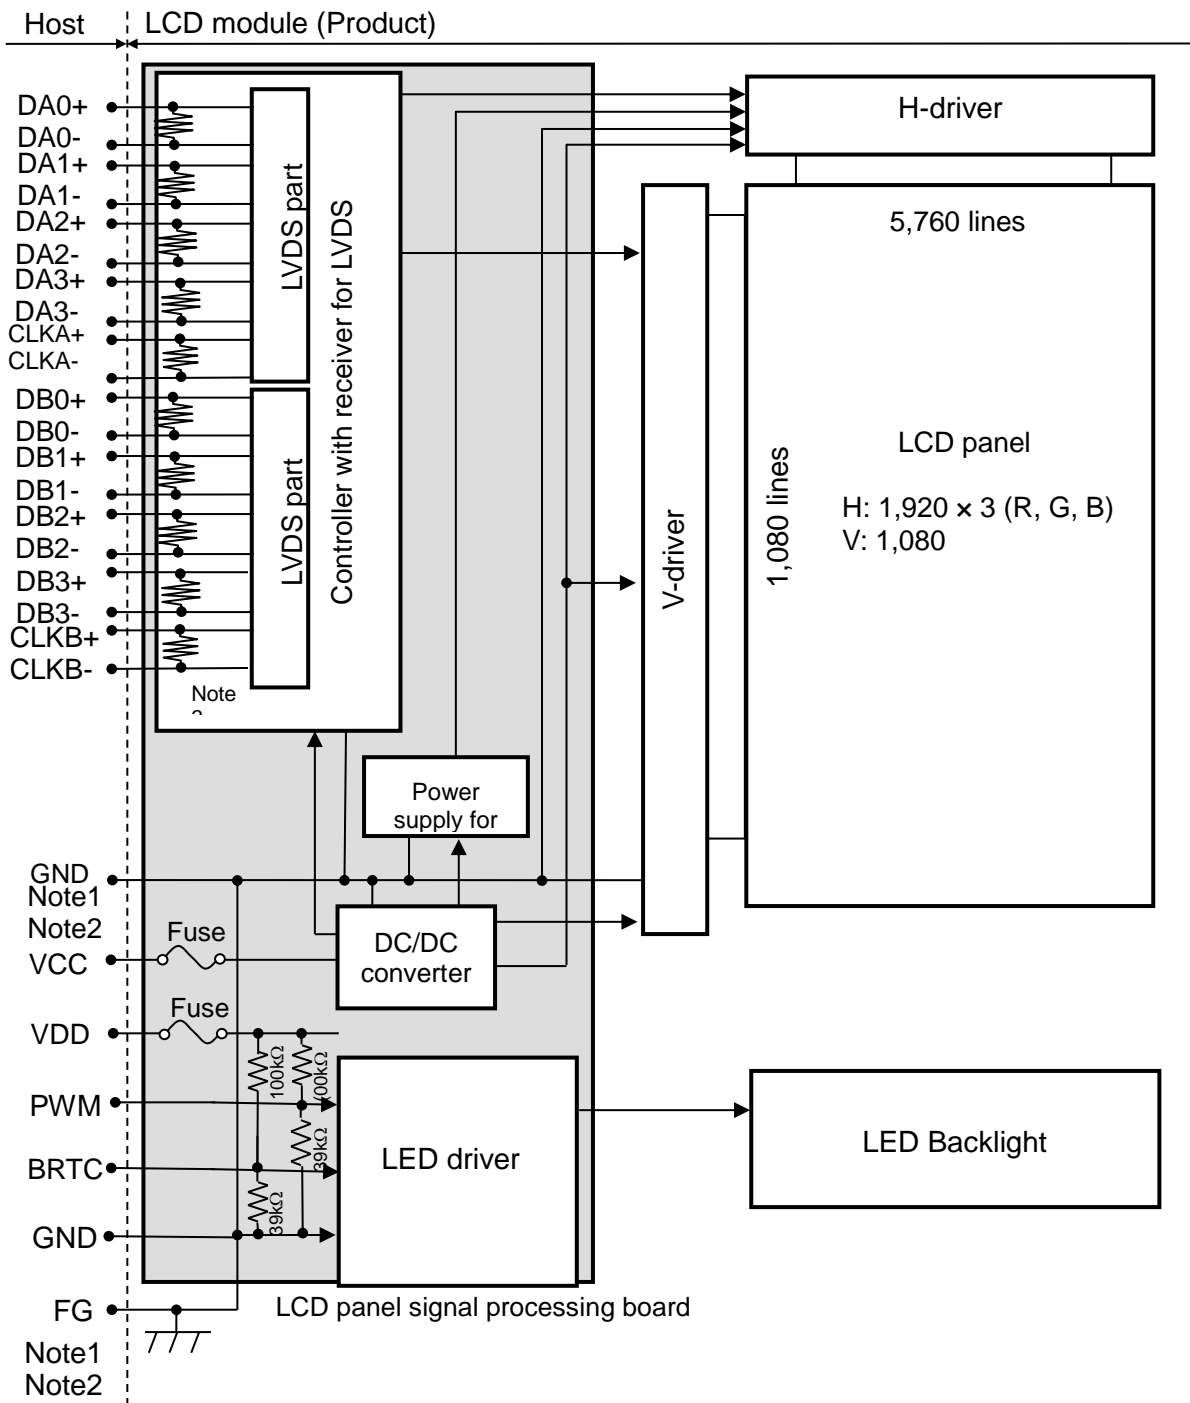 Host
LCD module (Product)
DA0+
DA0-
DA1+
DA1-
DA2+
DA2-
DA3+
DA3-
CLKA+
CLKA-
DB0+
DB0-
DB1+
DB1-
DB2+
DB2-
DB3+
DB3-
CLKB+
CLKB-
LVDS part
LVDS part
Controller with receiver for LVDS
Note
H-driver
V-driver
5,760 lines
1,080 lines
LCD panel
H: 1,920 × 3 (R, G, B)
V: 1,080
Power
supply for
GND
Note1
Note2
VCC
Fuse
DC/DC
converter
VDD
Fuse
100kΩ
00kΩ
39kΩ
39kΩ
PWM
BRTC
GND
LED driver
LED Backlight
FG
Note1
Note2
LCD panel signal processing board